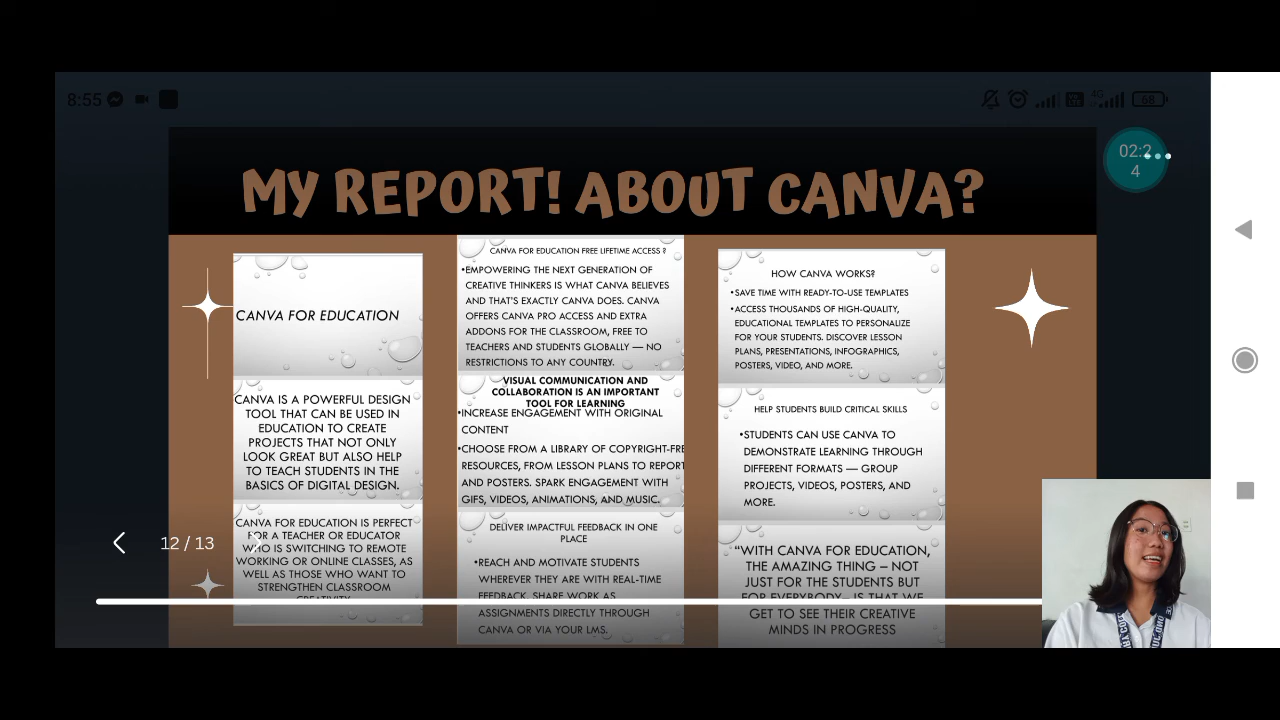 8:55
68
02:2
4
MY REPORT! ABOUT CANVA?
CANVA FOR EDUCATION
CANVA IS A POWERFUL DESIGN
TOOL THAT CAN BE USED IN
EDUCATION TO CREATE
PROJECTS THAT NOT ONLY
LOOK GREAT BUT ALSO HELP
TO TEACH STUDENTS IN THE
BASICS OF DIGITAL DESIGN.
CANVA FOR EDUCATION IS PERFECT
FOR A TEACHER OR EDUCATOR
WHO IS SWITCHING TO REMOTE
WORKING OR ONLINE CLASSES, AS
WELL AS THOSE WHO WANT TO
STRENGTHEN CLASSROOM
CREATIVITY
CANVA FOR EDUCATION FREE LIFETIME ACCESS ?
•EMPOWERING THE NEXT GENERATION OF
CREATIVE THINKERS IS WHAT CANVA BELIEVES
AND THAT'S EXACTLY CANVA DOES. CANVA
OFFERS CANVA PRO ACCESS AND EXTRA
ADDONS FOR THE CLASSROOM, FREE TO
TEACHERS AND STUDENTS GLOBALLY — NO
RESTRICTIONS TO ANY COUNTRY.
VISUAL COMMUNICATION AND
COLLABORATION IS AN IMPORTANT
TOOL FOR LEARNING
•INCREASE ENGAGEMENT WITH ORIGINAL
CONTENT
•CHOOSE FROM A LIBRARY OF COPYRIGHT-FRE
RESOURCES, FROM LESSON PLANS TO REPORT
AND POSTERS. SPARK ENGAGEMENT WITH
GIFS, VIDEOS, ANIMATIONS, AND MUSIC.
DELIVER IMPACTFUL FEEDBACK IN ONE
PLACE
•REACH AND MOTIVATE STUDENTS
WHEREVER THEY ARE WITH REAL-TIME
FEEDBACK. SHARE WORK AS
ASSIGNMENTS DIRECTLY THROUGH
CANVA OR VIA YOUR LMS.
HOW CANVA WORKS?
•SAVE TIME WITH READY-TO-USE TEMPLATES
•ACCESS THOUSANDS OF HIGH-QUALITY,
EDUCATIONAL TEMPLATES TO PERSONALIZE
FOR YOUR STUDENTS. DISCOVER LESSON
PLANS, PRESENTATIONS, INFOGRAPHICS,
POSTERS, VIDEO, AND MORE.
HELP STUDENTS BUILD CRITICAL SKILLS
•STUDENTS CAN USE CANVA TO
DEMONSTRATE LEARNING THROUGH
DIFFERENT FORMATS — GROUP
PROJECTS, VIDEOS, POSTERS, AND
MORE.
"WITH CANVA FOR EDUCATION,
THE AMAZING THING – NOT
JUST FOR THE STUDENTS BUT
FOR EVERYBODY– IS THAT WE
GET TO SEE THEIR CREATIVE
MINDS IN PROGRESS
12 / 13